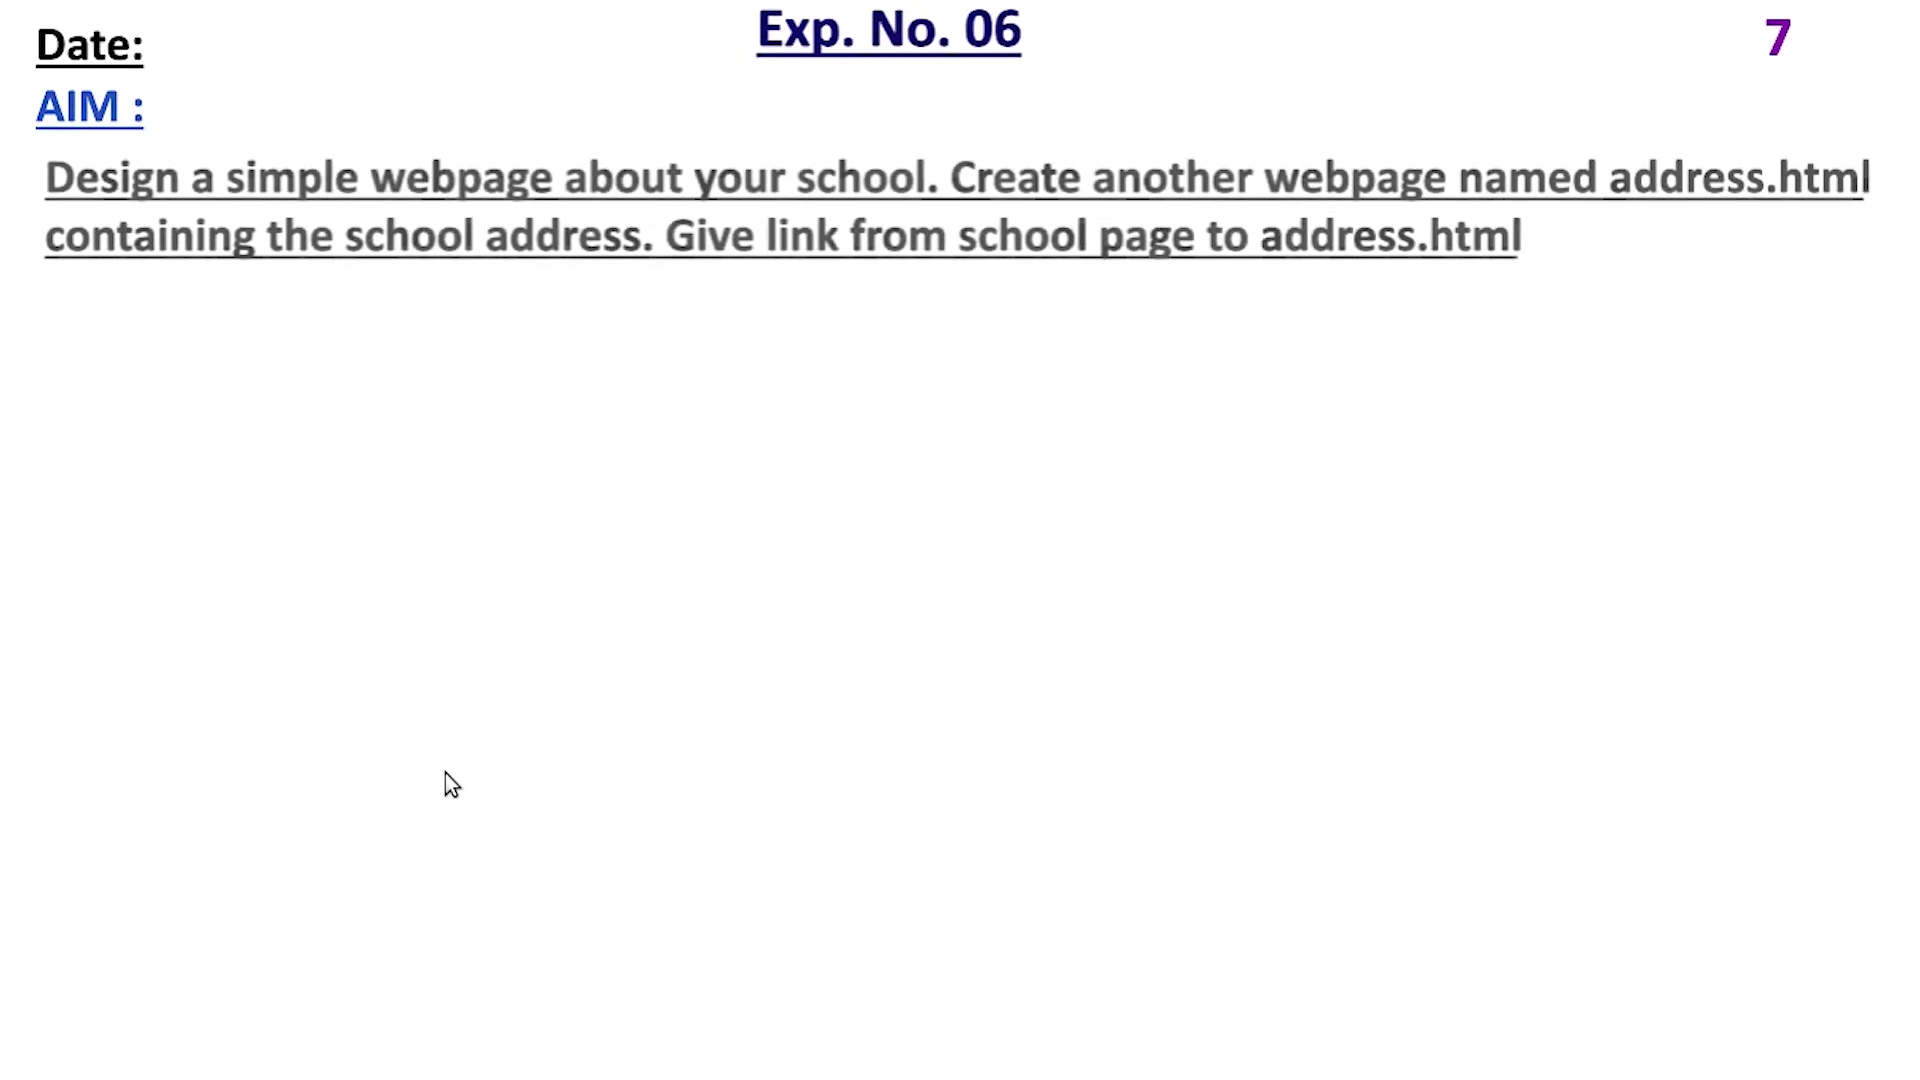 Exp. No. 06
7
Date:
AIM :
Design a simple webpage about your school. Create another webpage named address.html
containing the school address. Give link from school page to address.html